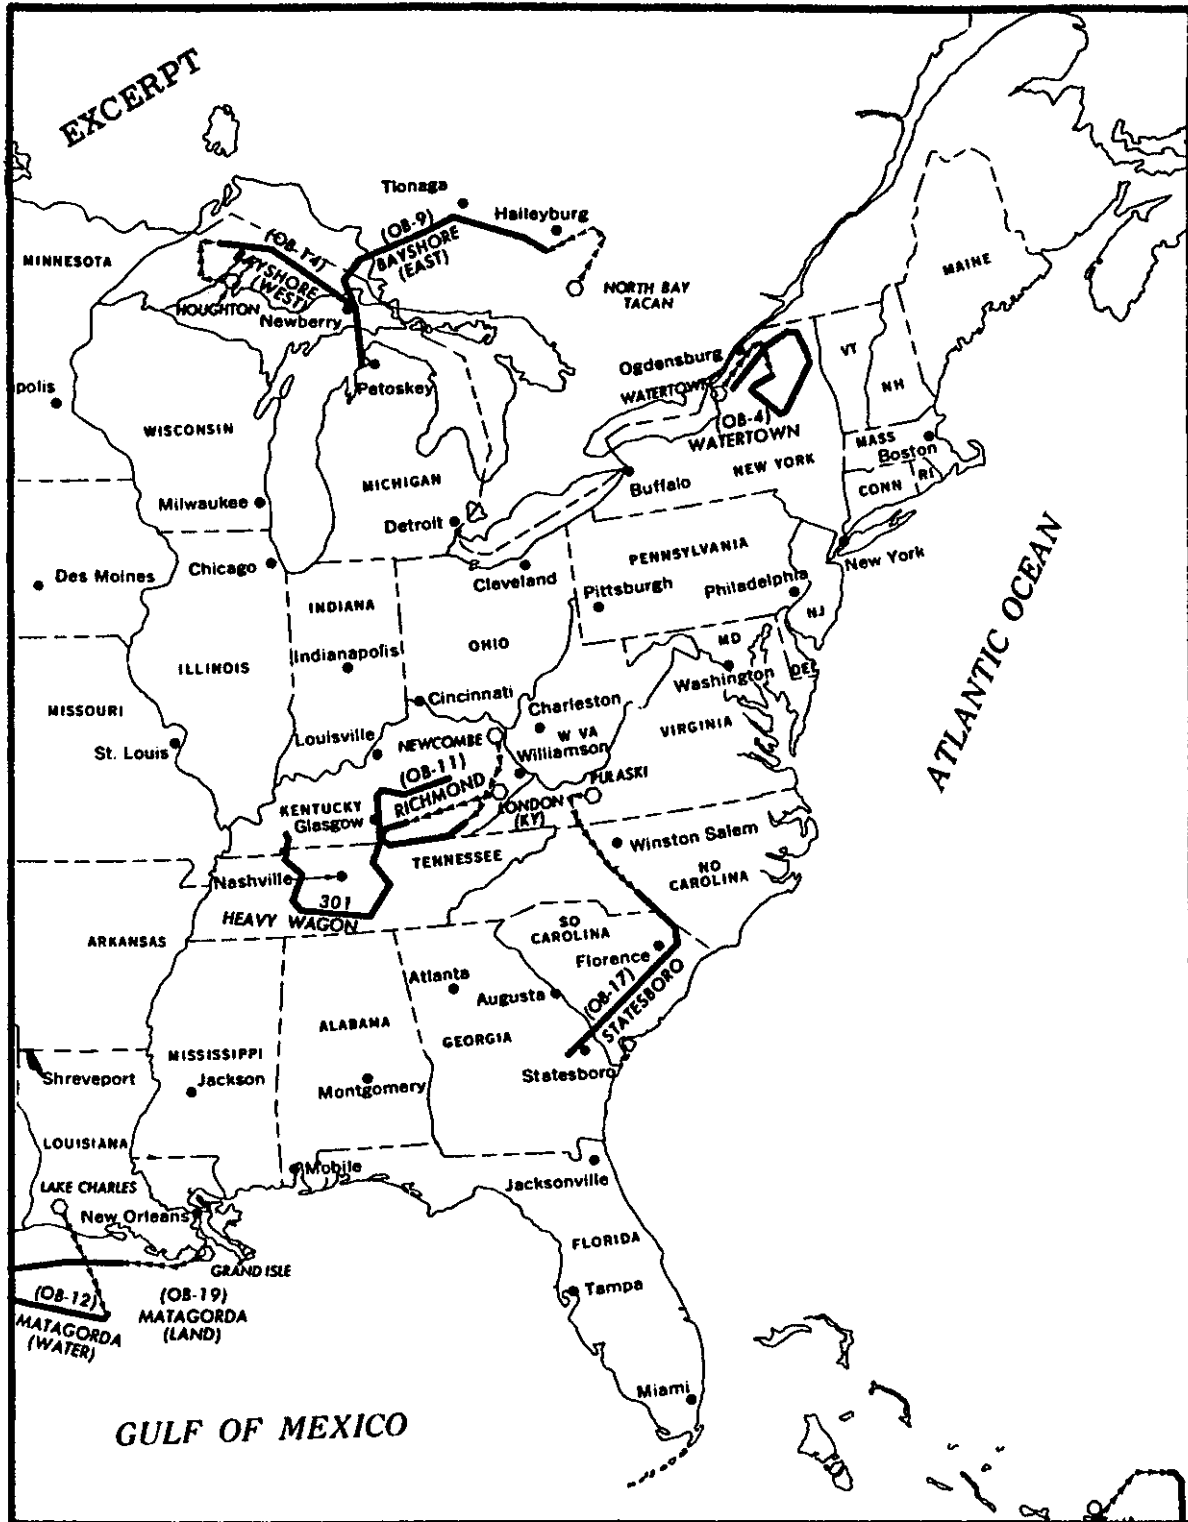 EXCERPT
Tionaga
Haileyburg
(OB-9)
BAYSHORE
(EAST)
(OB-14)
BAYSHORE
(WEST)
MINNESOTA
HOUGHTON
Newberry
NORTH BAY
TACAN
MAINE
Ogdensburg
WATERTOWN
VT
NH
Petoskey
apolis
WISCONSIN
(OB-4)
WATERTOWN
MASS
Boston
NEW YORK
CONN
RI
MICHIGAN
Buffalo
Milwaukee
Detroit
Chicago
Cleveland
PENNSYLVANIA
New York
Des Moines
Pittsburgh
Philadelphia
INDIANA
NJ
OHIO
MD
ILLINOIS
Indianapolis
Washington
DEL
ATLANTIC OCEAN
MISSOURI
Cincinnati
Charleston
W VA
VIRGINIA
St. Louis
Louisville
NEWCOMBE
Williamson
PULASKI
(OB-11)
RICHMOND
KENTUCKY
Glasgow
LONDON
(KY)
Winston Salem
TENNESSEE
NO
CAROLINA
Nashville
301
HEAVY WAGON
SO
CAROLINA
ARKANSAS
Florence
Atlanta
Augusta
(OB-17)
STATESBORO
ALABAMA
GEORGIA
MISSISSIPPI
Shreveport
Jackson
Montgomery
Statesboro
LOUISIANA
Mobile
Jacksonville
LAKE CHARLES
New Orleans
FLORIDA
GRAND ISLE
Tampa
(OB-12)
MATAGORDA
(WATER)
(OB-19)
MATAGORDA
(LAND)
Miami
GULF OF MEXICO